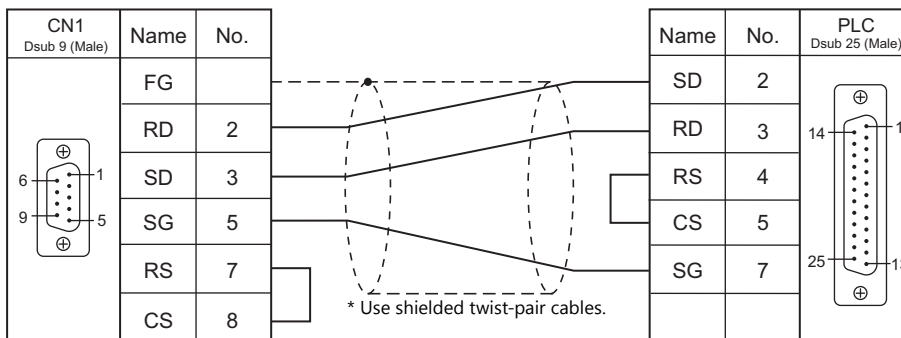 CN1
Dsub 9 (Male)
Name No.
FG
RD 2
SD 3
SG 5
RS 7
CS 8
6
1
9
5
* Use shielded twist-pair cables.
Name No.
PLC
Dsub 25 (Male)
SD 2
RD 3
RS 4
CS 5
SG 7
14
1
25
13